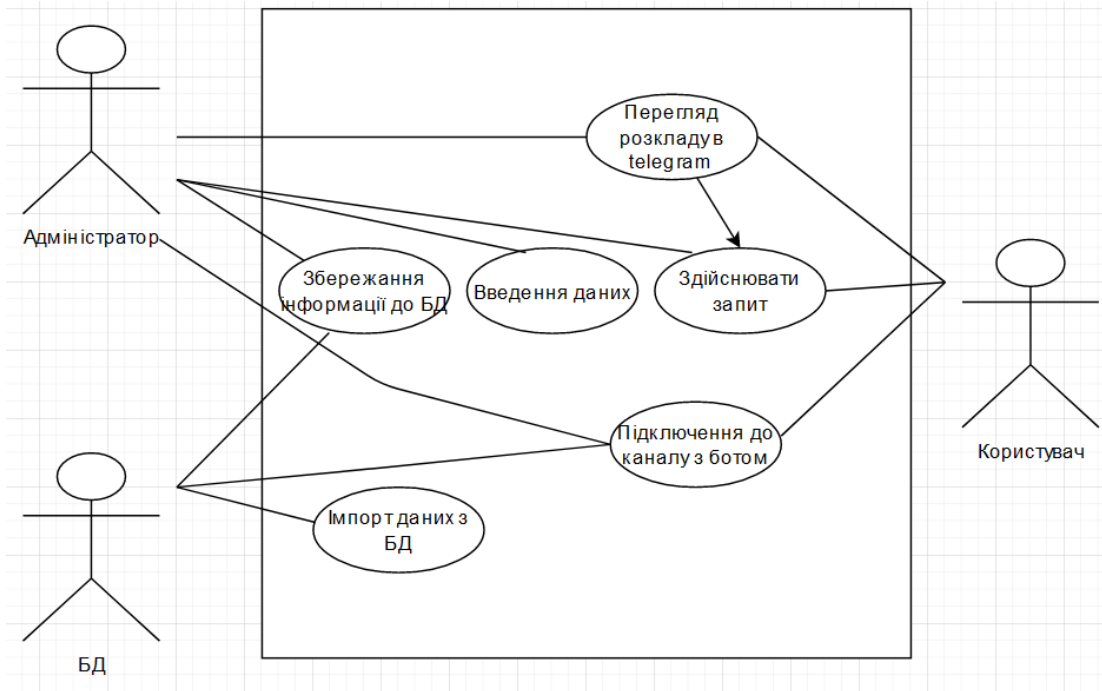 Перегляд
розкладу в
telegram
Адміністратор
Збережання
інформації до БД
Введення даних
Здійснювати
запит
Підключення до
каналу з ботом
Користувач
Імпорт даних з
БД
БД